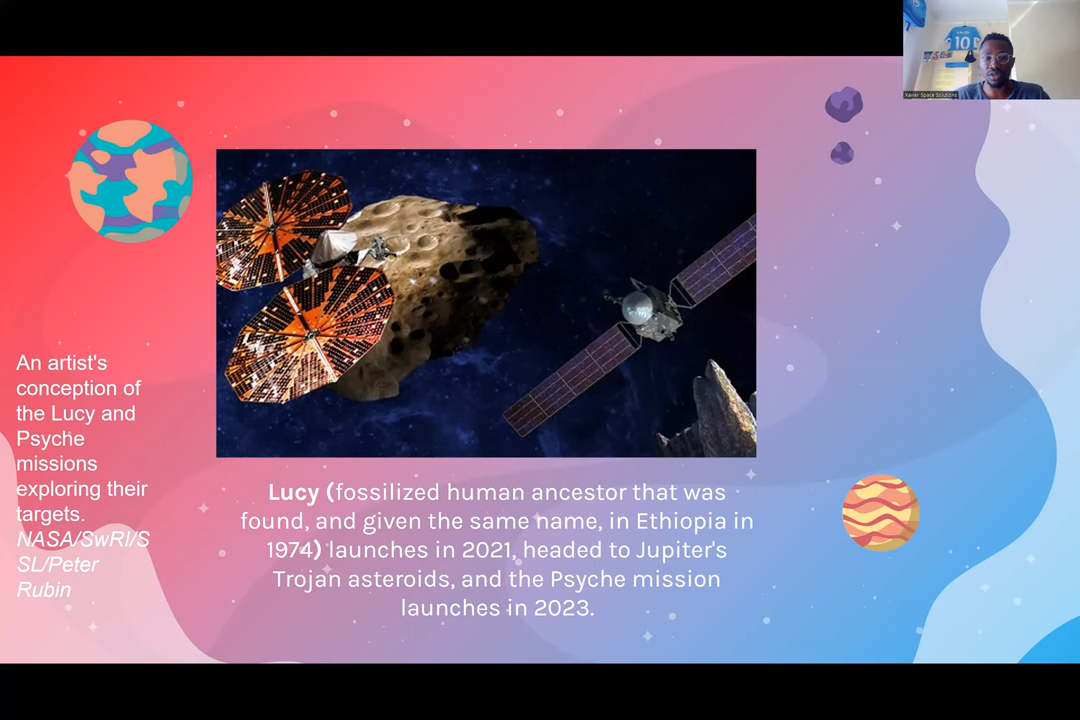 10
Xavier Space Solutions
An artist's
conception of
the Lucy and
Psyche
missions
exploring their
targets.
NASA/SwRI/S
SL/Peter
Rubin
Lucy (fossilized human ancestor that was
found, and given the same name, in Ethiopia in
1974) launches in 2021, headed to Jupiter's
Trojan asteroids, and the Psyche mission
launches in 2023.